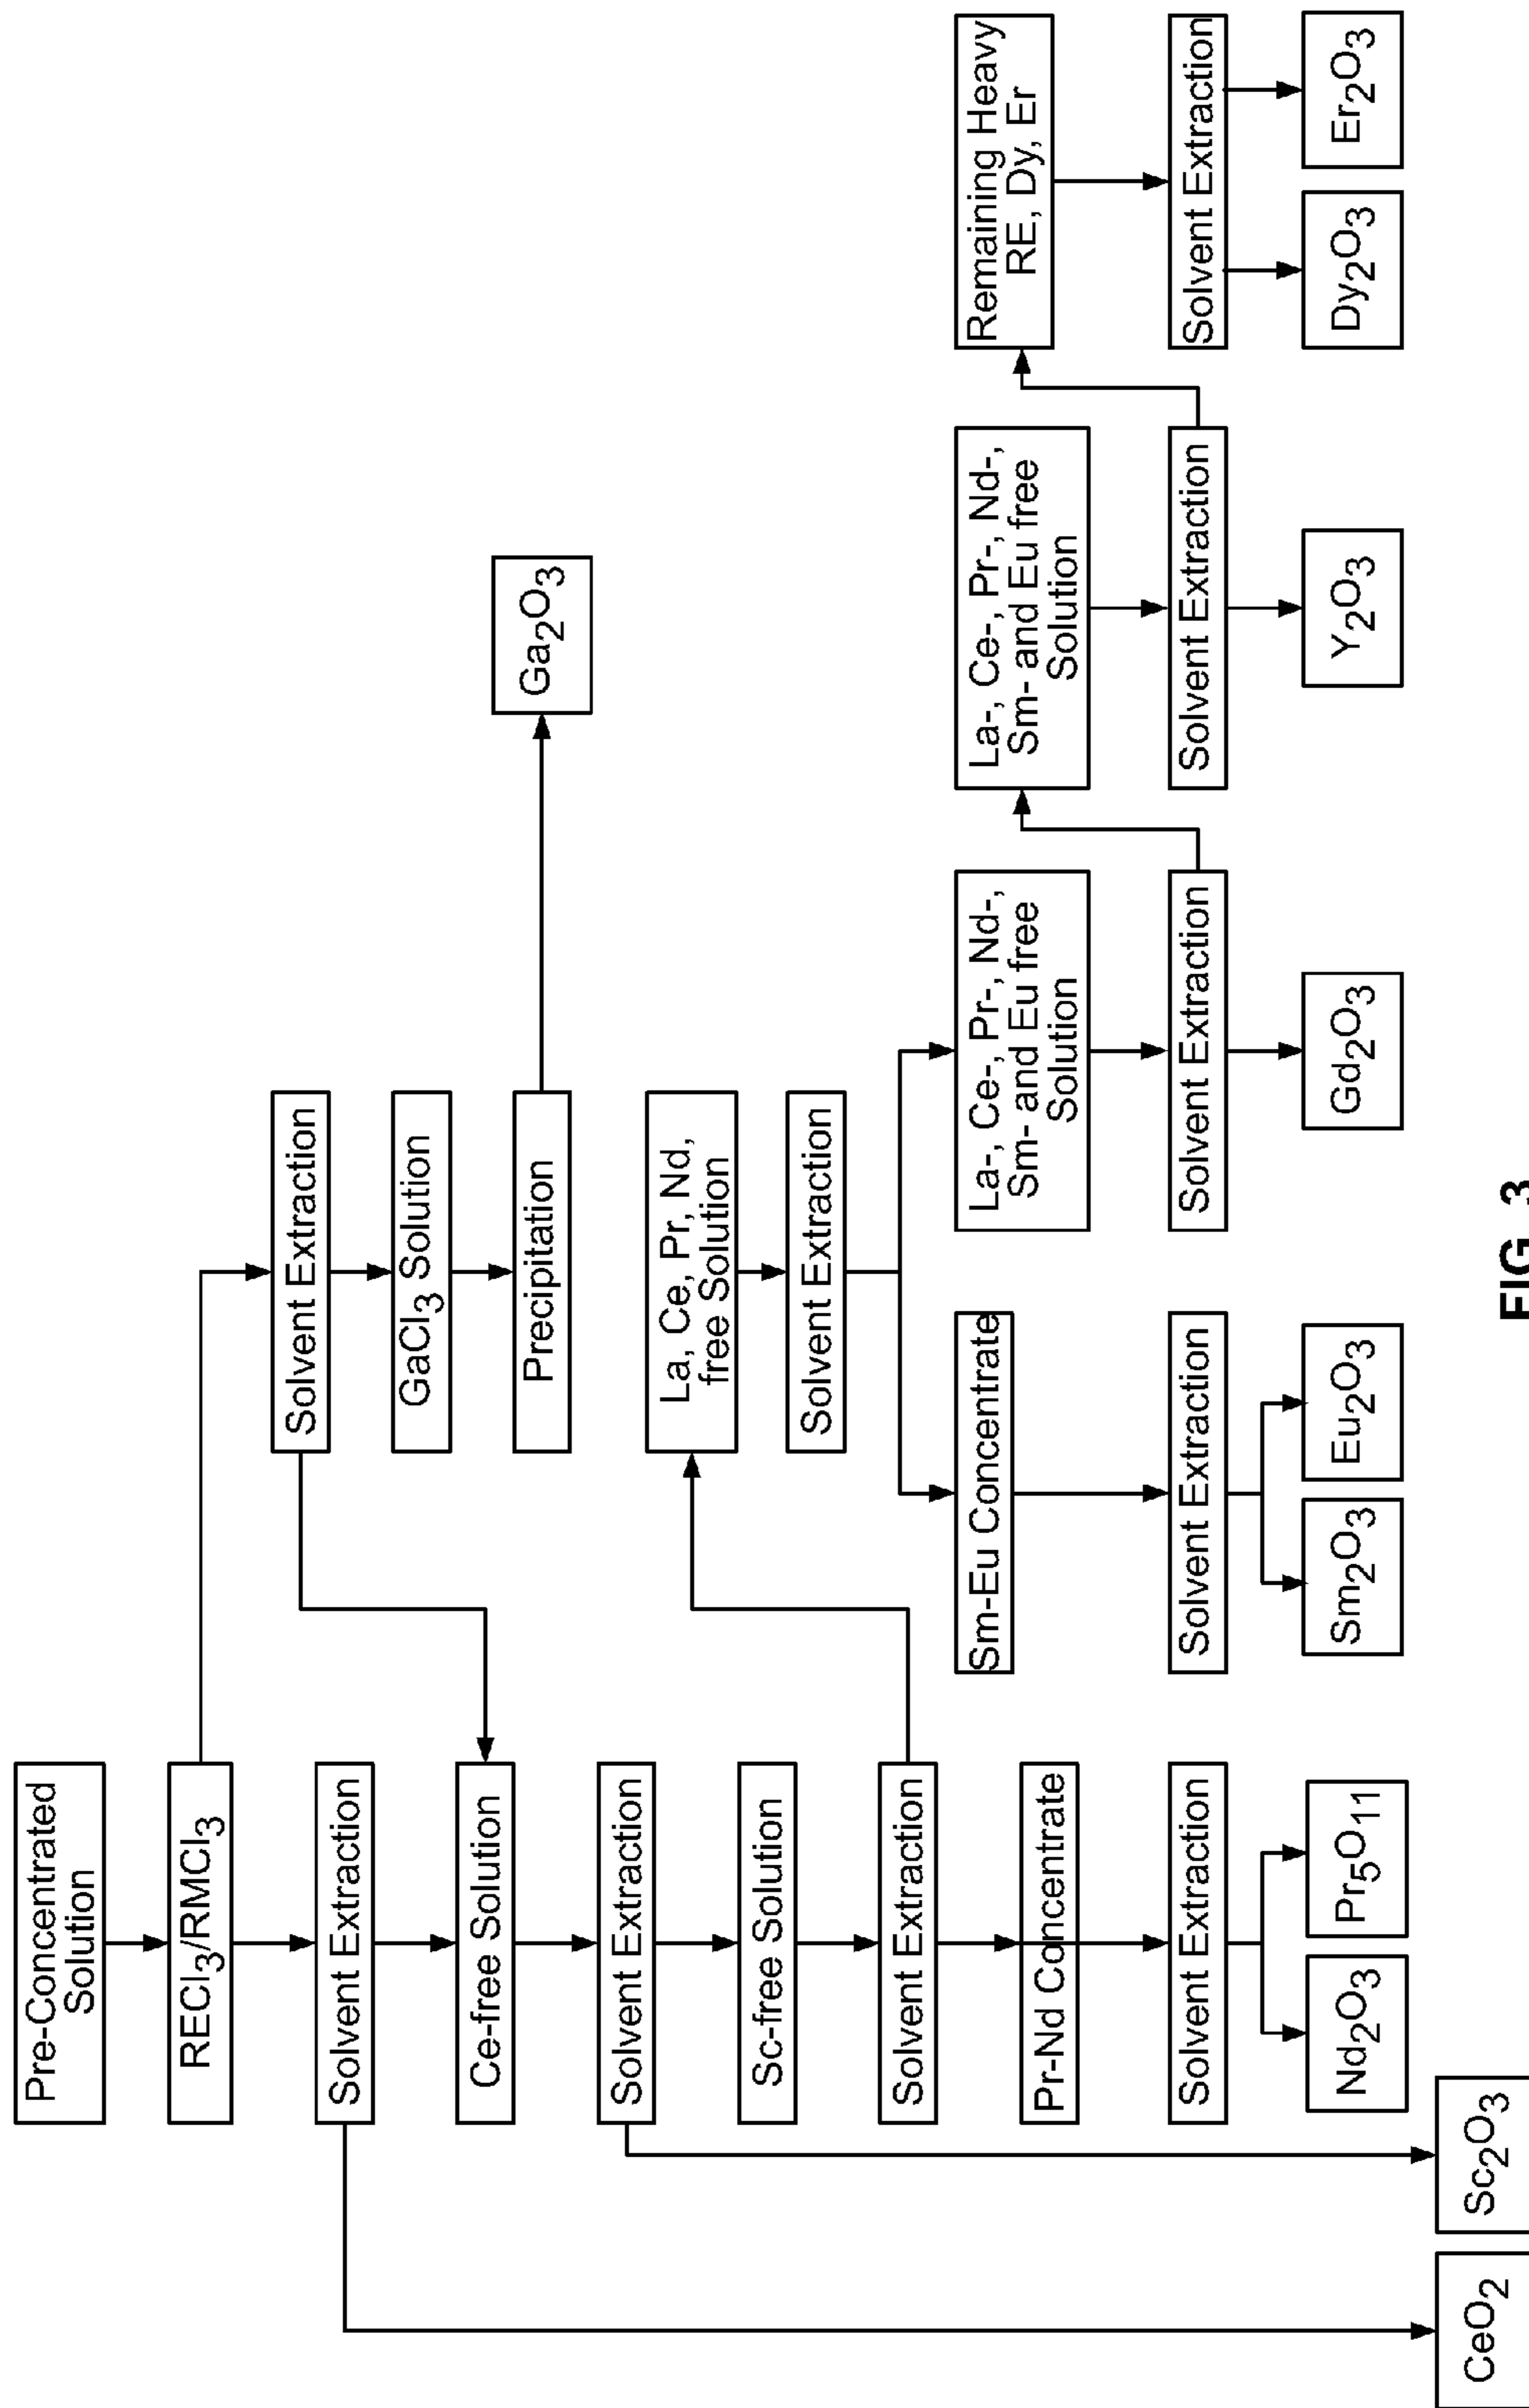 Pre-Concentrated
Solution
RECl3/RMCl3
Solvent Extraction
Ce-free Solution
Solvent Extraction
Sc-free Solution
Solvent Extraction
Pr-Nd Concentrate
Solvent Extraction
Nd2O3
Pr5O11
CeO2
Sc2O3
Solvent Extraction
GaCl3 Solution
Precipitation
Ga2O3
La, Ce, Pr, Nd,
free Solution
Solvent Extraction
Sm-Eu Concentrate
Solvent Extraction
Sm2O3
Eu2O3
La-, Ce-, Pr-, Nd-,
Sm- and Eu free
Solution
Solvent Extraction
Gd2O3
La-, Ce-, Pr-, Nd-,
Sm- and Eu free
Solution
Solvent Extraction
Y2O3
Remaining Heavy
RE, Dy, Er
Solvent Extraction
Dy2O3
Er2O3
FIG. 3